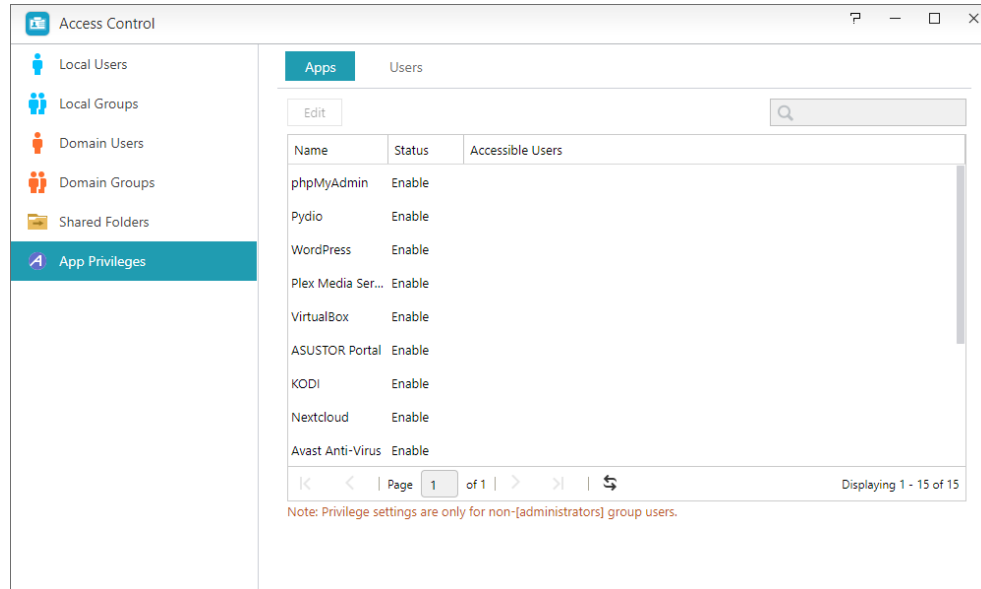 Access Control
Local Users
Local Groups
Domain Users
Domain Groups
Shared Folders
App Privileges
Apps Users
Edit
Name Status Accessible Users
phpMyAdmin Enable
Pydio Enable
WordPress Enable
Plex Media Ser... Enable
VirtualBox Enable
ASUSTOR Portal Enable
KODI Enable
Nextcloud Enable
Avast Anti-Virus Enable
Page 1 of 1 Displaying 1 - 15 of 15
Note: Privilege settings are only for non-[administrators] group users.